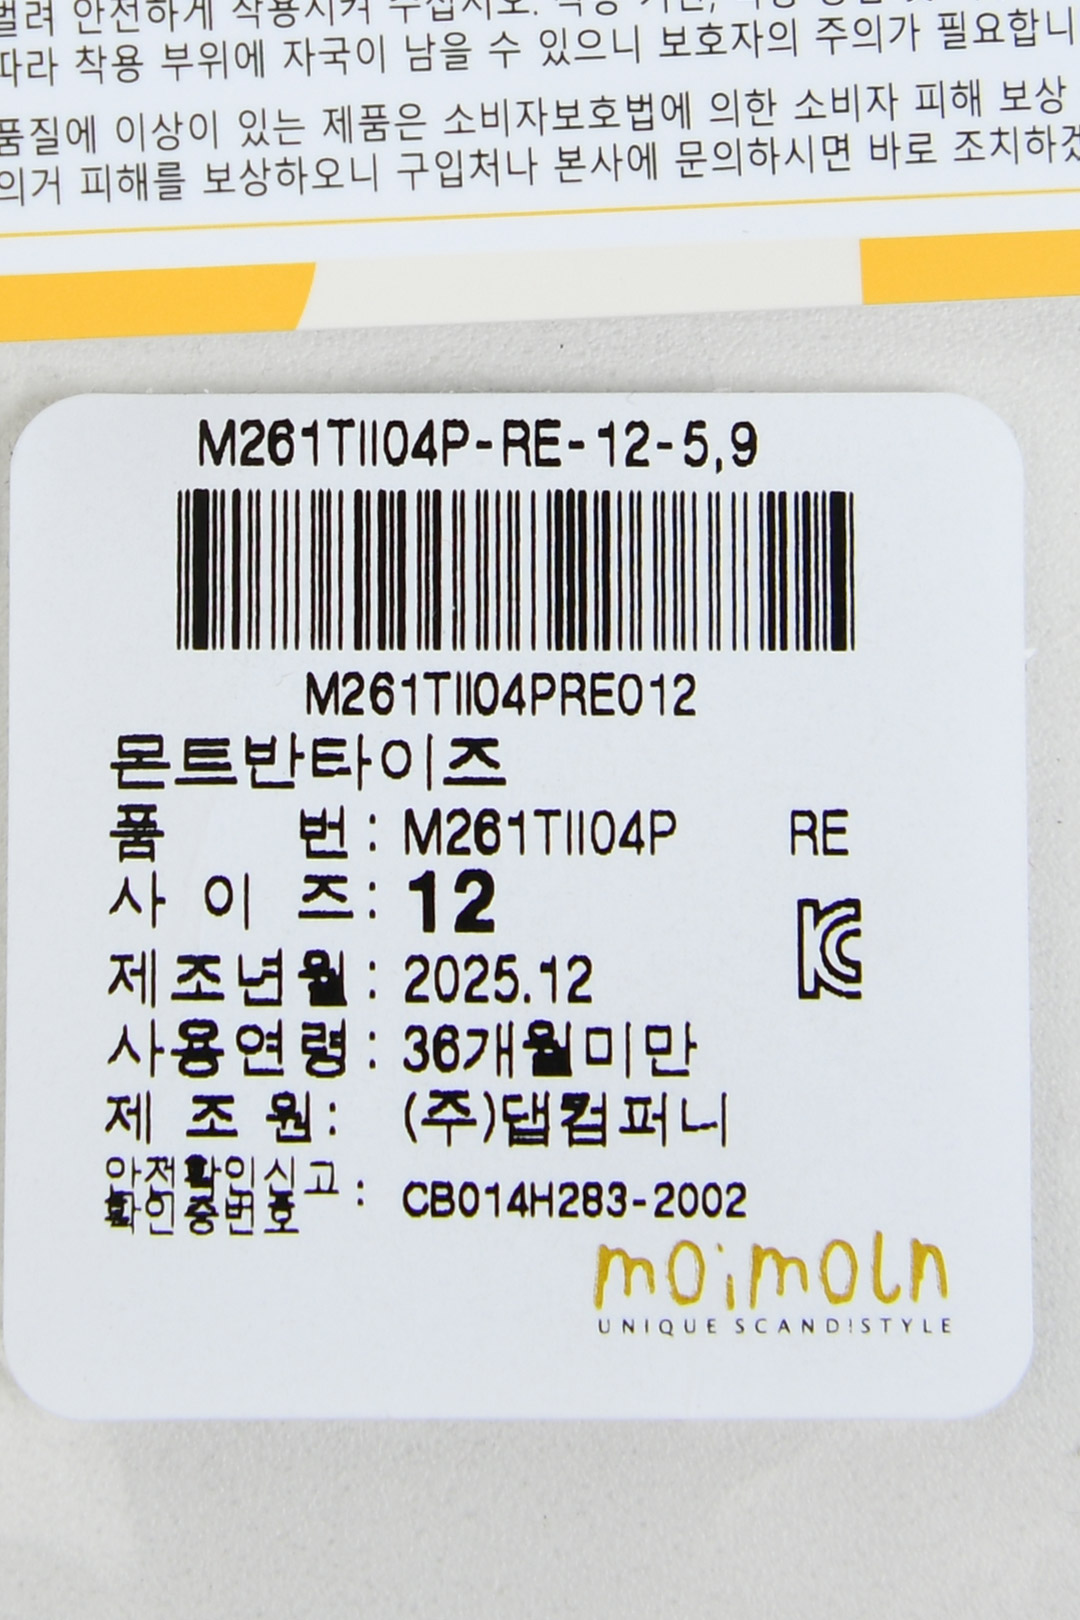 벌려 안전하게 착용시켜 주십시오. 착용
따라 착용 부위에 자국이 남을 수 있으니 보호자의 주의가 필요합니
품질에 이상이 있는 제품은 소비자보호법에 의한 소비자 피해 보상
의거 피해를 보상하오니 구입처나 본사에 문의하시면 바로 조치하겠
M261TII04P-RE-12-5,9
M261TII04PRE012
몬트반타이즈
품 번 : M261TII04P RE
사 이 즈 : 12
제조년월 : 2025.12
사용연령 : 36개월미만
제 조 원 : (주)댑컴퍼니
안전확인신고
확인증번호 : CB014H283-2002
moimoln
UNIQUE SCANDISTYLE